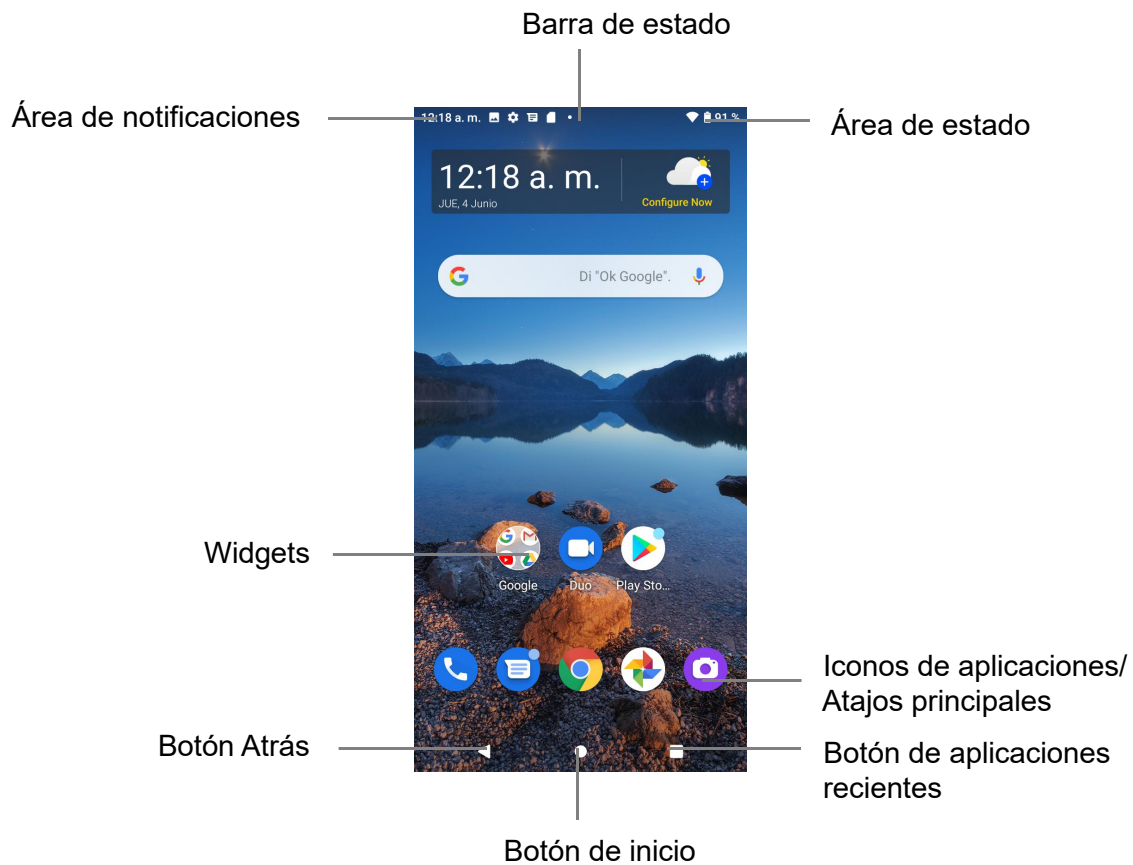 Barra de estado
Área de notificaciones
12:18 a. m.
91 %
Área de estado
12:18 a. m.
JUE, 4 Junio
Configure Now
Di "Ok Google".
Widgets
Google
Duo
Play Sto...
Iconos de aplicaciones/
Atajos principales
Botón Atrás
Botón de aplicaciones
recientes
Botón de inicio